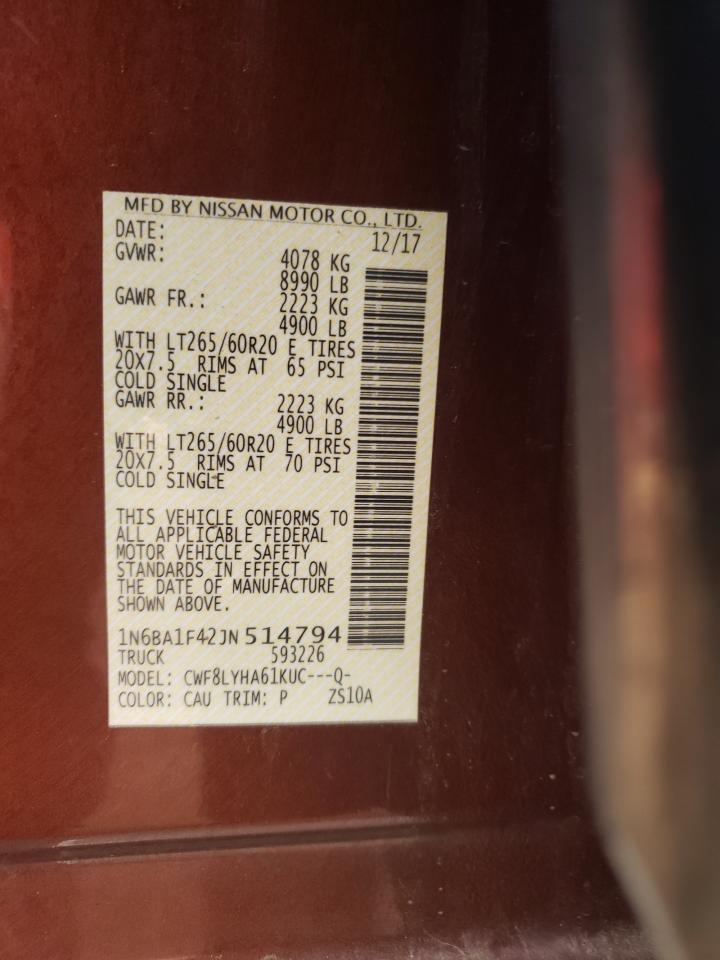 MFD BY NISSAN MOTOR CO., LTD.
DATE: 12/17
GVWR: 4078 KG
8990 LB
GAWR FR.: 2223 KG
4900 LB
WITH LT265/60R20 E TIRES
20X7.5 RIMS AT 65 PSI
COLD SINGLE
GAWR RR.: 2223 KG
4900 LB
WITH LT265/60R20 E TIRES
20X7.5 RIMS AT 70 PSI
COLD SINGLE
THIS VEHICLE CONFORMS TO
ALL APPLICABLE FEDERAL
MOTOR VEHICLE SAFETY
STANDARDS IN EFFECT ON
THE DATE OF MANUFACTURE
SHOWN ABOVE.
1N6BA1F42JN514794
TRUCK 593226
MODEL: CWF8LYHA61KUC---Q-
COLOR: CAU TRIM: P ZS10A